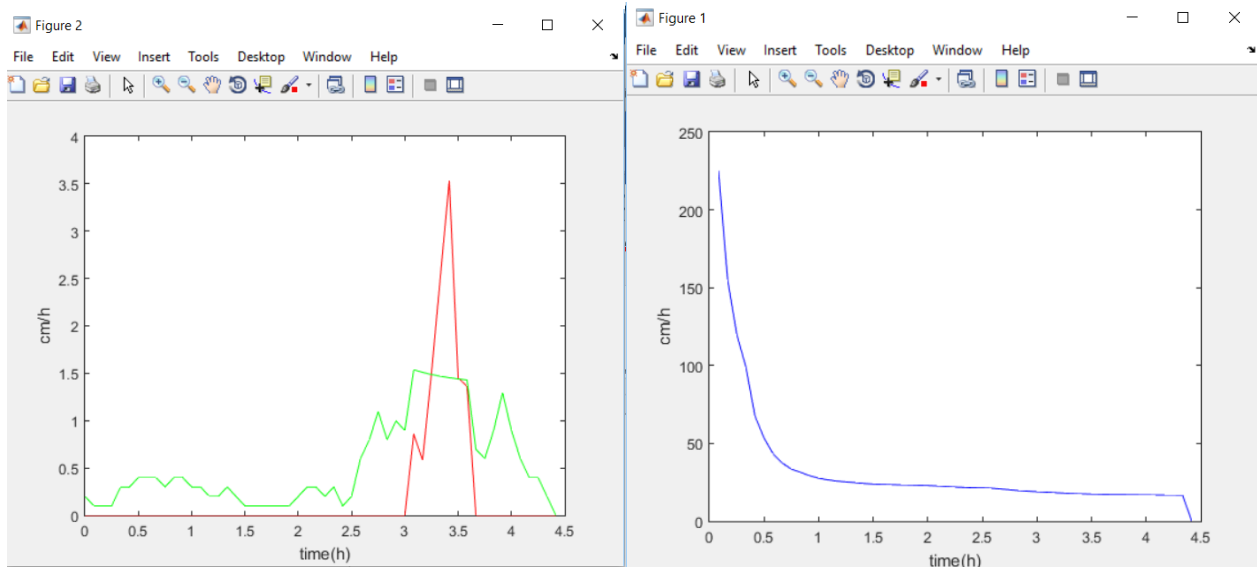 Figure 2
File Edit View Insert Tools Desktop Window Help
4
3.5
3
2.5
2
1.5
1
0.5
0
cm/h
0 0.5 1 1.5 2 2.5 3 3.5 4 4.5
time(h)
Figure 1
File Edit View Insert Tools Desktop Window Help
250
200
150
100
50
0
cm/h
0 0.5 1 1.5 2 2.5 3 3.5 4 4.5
time(h)